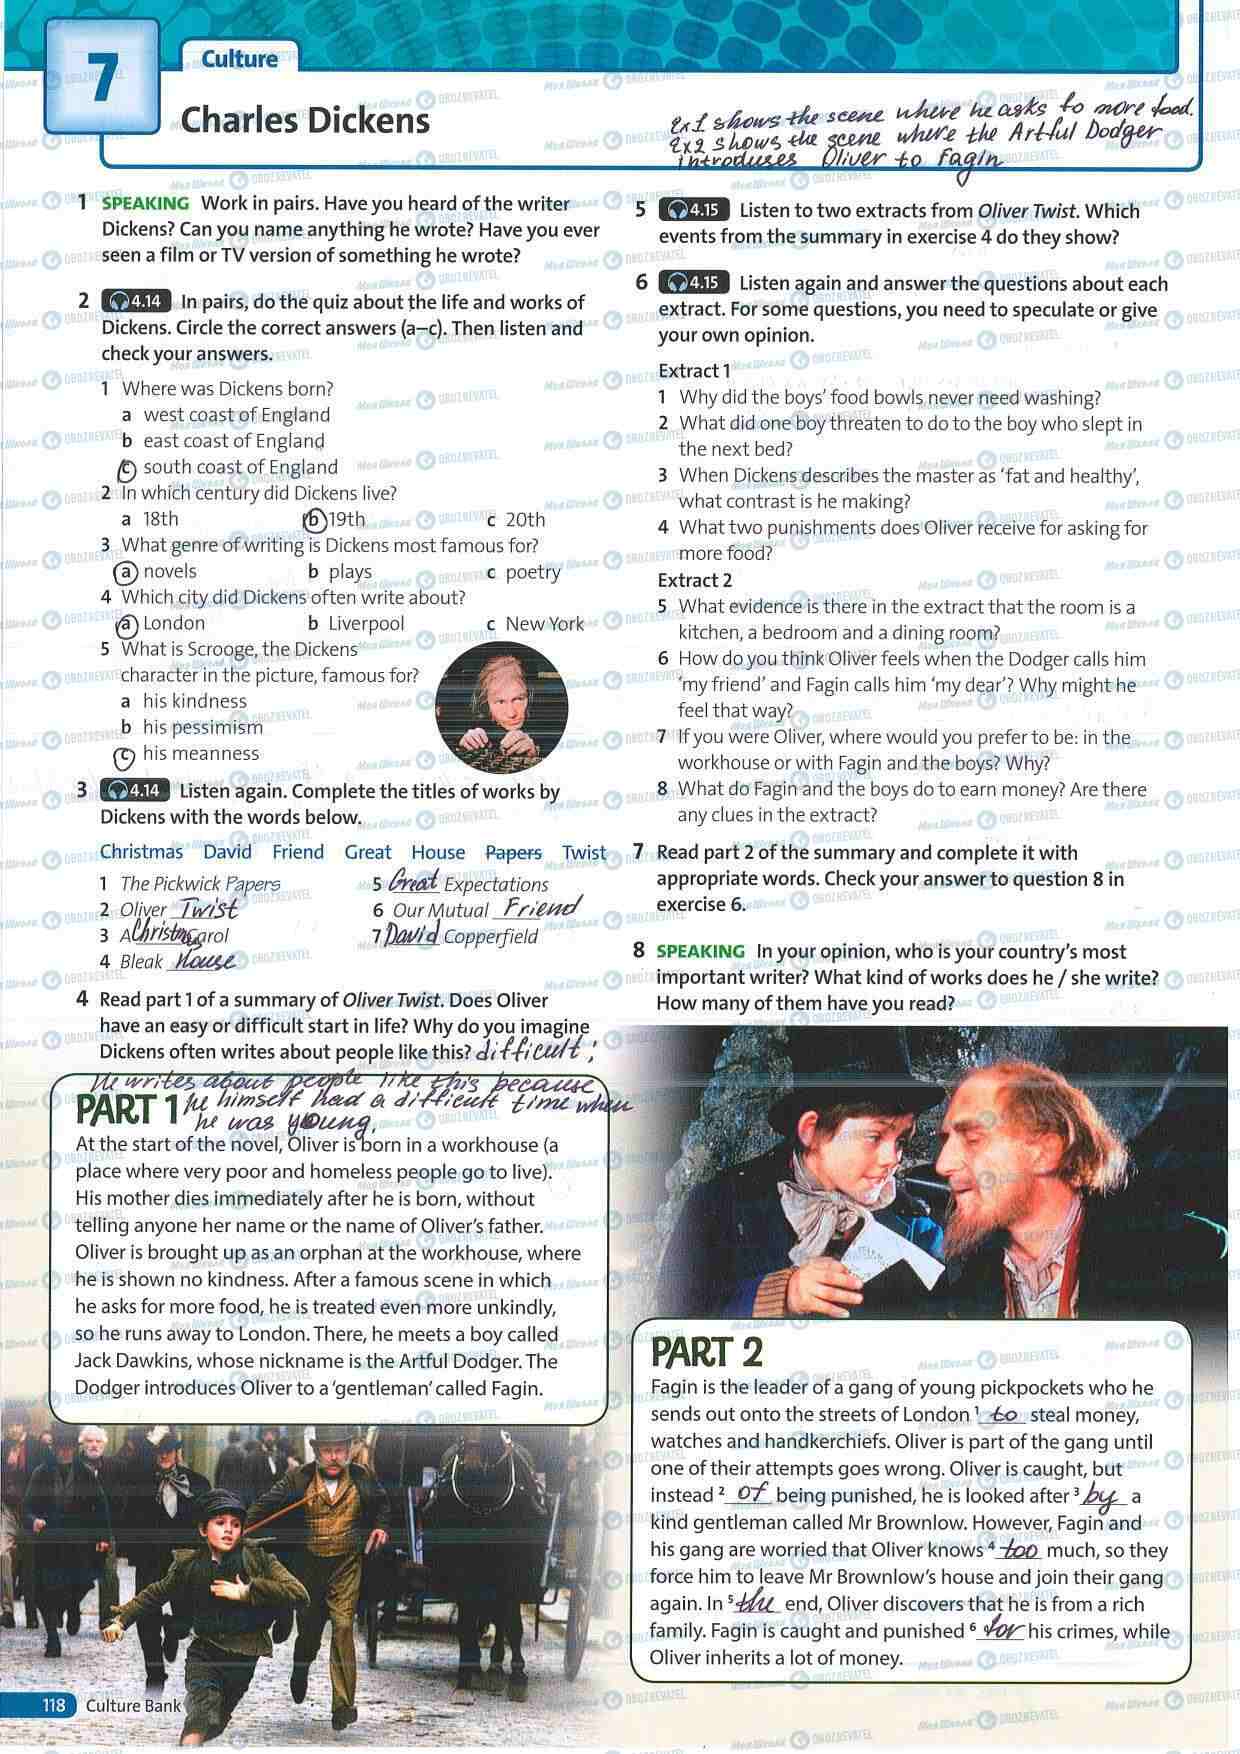 7
Culture
Charles Dickens
Ex1 shows the scene where he asks to more food.
Ex2 shows the scene where the Artful Dodger
introduses Oliver to Fagin
1 SPEAKING Work in pairs. Have you heard of the writer
Dickens? Can you name anything he wrote? Have you ever
seen a film or TV version of something he wrote?
2 4.14 In pairs, do the quiz about the life and works of
Dickens. Circle the correct answers (a–c). Then listen and
check your answers.
1 Where was Dickens born?
a west coast of England
b east coast of England
c south coast of England
2 In which century did Dickens live?
a 18th b 19th c 20th
3 What genre of writing is Dickens most famous for?
a novels b plays c poetry
4 Which city did Dickens often write about?
a London b Liverpool c New York
5 What is Scrooge, the Dickens
character in the picture, famous for?
a his kindness
b his pessimism
c his meanness
3 4.14 Listen again. Complete the titles of works by
Dickens with the words below.
Christmas David Friend Great House Papers Twist
1 The Pickwick Papers
2 Oliver Twist
3 A Christmas Carol
4 Bleak House
5 Great Expectations
6 Our Mutual Friend
7 David Copperfield
4 Read part 1 of a summary of Oliver Twist. Does Oliver
have an easy or difficult start in life? Why do you imagine
Dickens often writes about people like this? difficult;
He writes about people like this because
he himself had a difficult time when
he was young.
PART 1
At the start of the novel, Oliver is born in a workhouse (a
place where very poor and homeless people go to live).
His mother dies immediately after he is born, without
telling anyone her name or the name of Oliver's father.
Oliver is brought up as an orphan at the workhouse, where
he is shown no kindness. After a famous scene in which
he asks for more food, he is treated even more unkindly,
so he runs away to London. There, he meets a boy called
Jack Dawkins, whose nickname is the Artful Dodger. The
Dodger introduces Oliver to a 'gentleman' called Fagin.
5 4.15 Listen to two extracts from Oliver Twist. Which
events from the summary in exercise 4 do they show?
6 4.15 Listen again and answer the questions about each
extract. For some questions, you need to speculate or give
your own opinion.
Extract 1
1 Why did the boys' food bowls never need washing?
2 What did one boy threaten to do to the boy who slept in
the next bed?
3 When Dickens describes the master as 'fat and healthy',
what contrast is he making?
4 What two punishments does Oliver receive for asking for
more food?
Extract 2
5 What evidence is there in the extract that the room is a
kitchen, a bedroom and a dining room?
6 How do you think Oliver feels when the Dodger calls him
'my friend' and Fagin calls him 'my dear'? Why might he
feel that way?
7 If you were Oliver, where would you prefer to be: in the
workhouse or with Fagin and the boys? Why?
8 What do Fagin and the boys do to earn money? Are there
any clues in the extract?
7 Read part 2 of the summary and complete it with
appropriate words. Check your answer to question 8 in
exercise 6.
8 SPEAKING In your opinion, who is your country's most
important writer? What kind of works does he / she write?
How many of them have you read?
PART 2
Fagin is the leader of a gang of young pickpockets who he
sends out onto the streets of London 1 to steal money,
watches and handkerchiefs. Oliver is part of the gang until
one of their attempts goes wrong. Oliver is caught, but
instead 2 of being punished, he is looked after 3 by a
kind gentleman called Mr Brownlow. However, Fagin and
his gang are worried that Oliver knows 4 too much, so they
force him to leave Mr Brownlow's house and join their gang
again. In 5 the end, Oliver discovers that he is from a rich
family. Fagin is caught and punished 6 for his crimes, while
Oliver inherits a lot of money.
118 Culture Bank
Моя Школа OBOZREVATEL